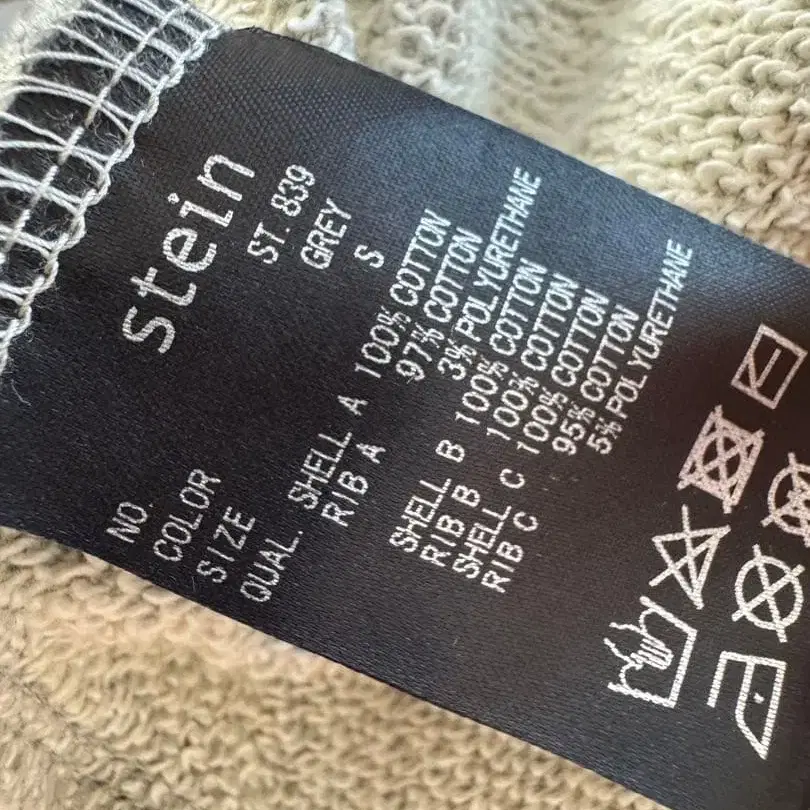 stein
NO. ST. 839
COLOR GREY
SIZE S
QUAL. SHELL A 100% COTTON
RIB A 97% COTTON
3% POLYURETHANE
SHELL B 100% COTTON
RIB B 100% COTTON
SHELL C 100% COTTON
RIB C 95% COTTON
5% POLYURETHANE